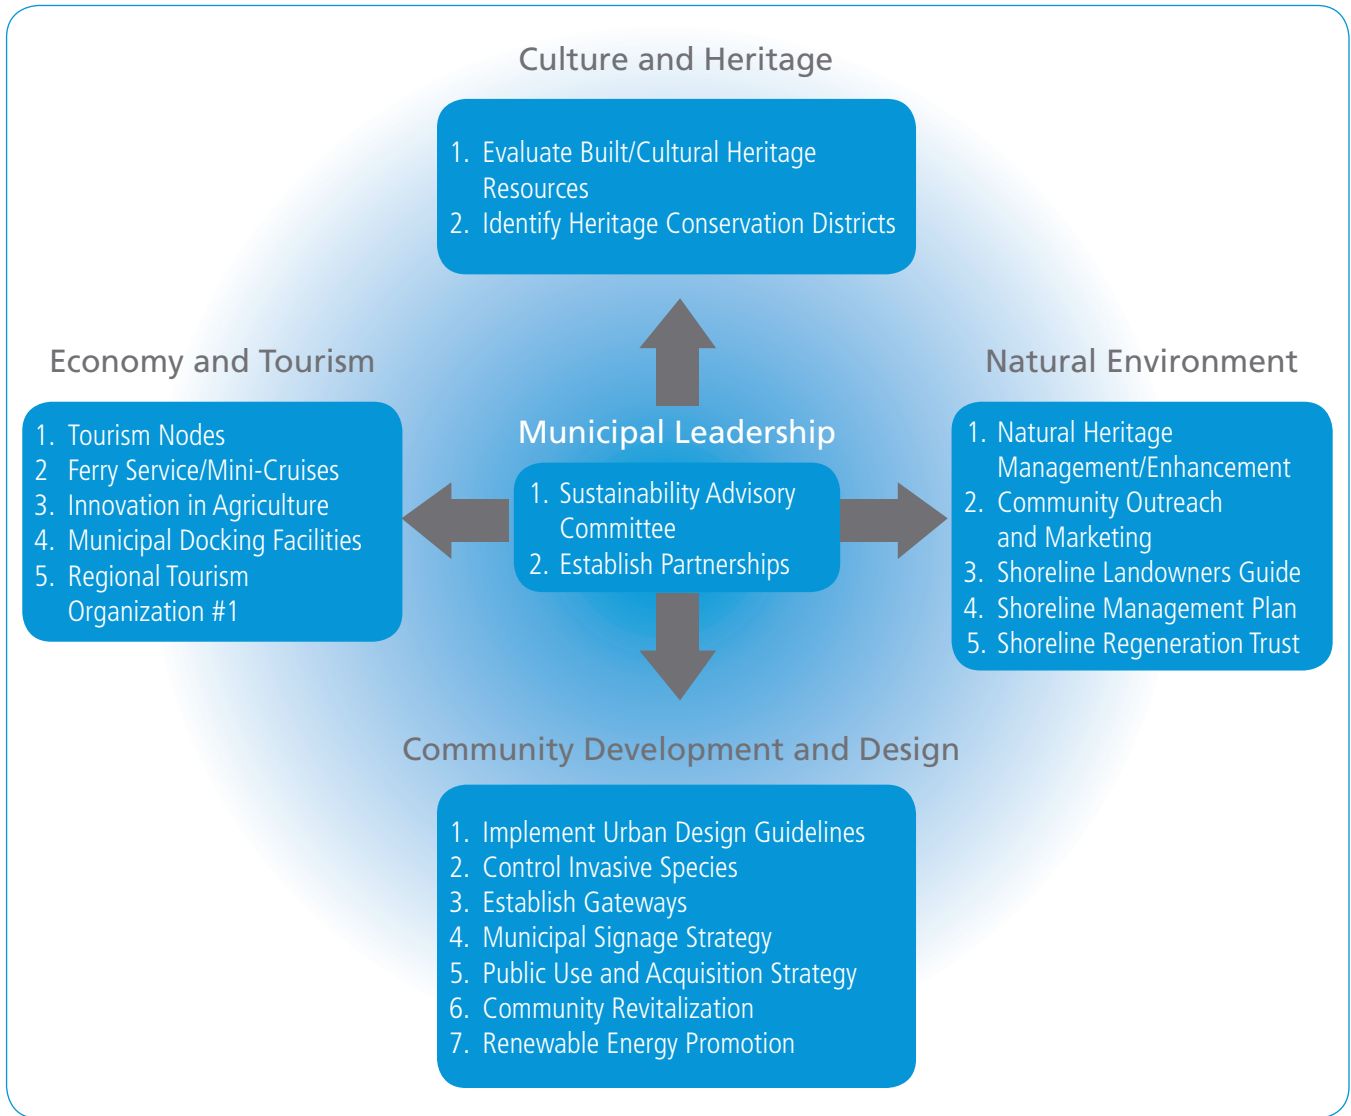 Culture and Heritage
1. Evaluate Built/Cultural Heritage
Resources
2. Identify Heritage Conservation Districts
Economy and Tourism
1. Tourism Nodes
2 Ferry Service/Mini-Cruises
3. Innovation in Agriculture
4. Municipal Docking Facilities
5. Regional Tourism
Organization #1
Municipal Leadership
1. Sustainability Advisory
Committee
2. Establish Partnerships
Natural Environment
1. Natural Heritage
Management/Enhancement
2. Community Outreach
and Marketing
3. Shoreline Landowners Guide
4. Shoreline Management Plan
5. Shoreline Regeneration Trust
Community Development and Design
1. Implement Urban Design Guidelines
2. Control Invasive Species
3. Establish Gateways
4. Municipal Signage Strategy
5. Public Use and Acquisition Strategy
6. Community Revitalization
7. Renewable Energy Promotion